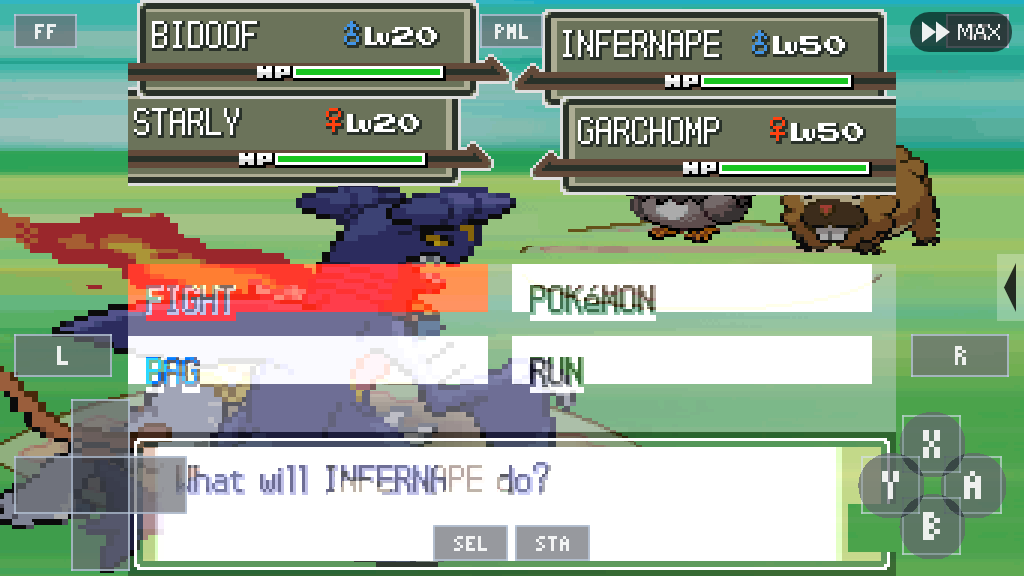 FF
BIDOOF ♂Lv20
HP
PML
INFERNAPE ♂Lv50
HP
MAX
STARLY ♀Lv20
HP
GARCHOMP ♀Lv50
HP
FIGHT
POKéMON
L
BAG
RUN
R
What will INFERNAPE do?
X
Y
A
B
SEL
STA